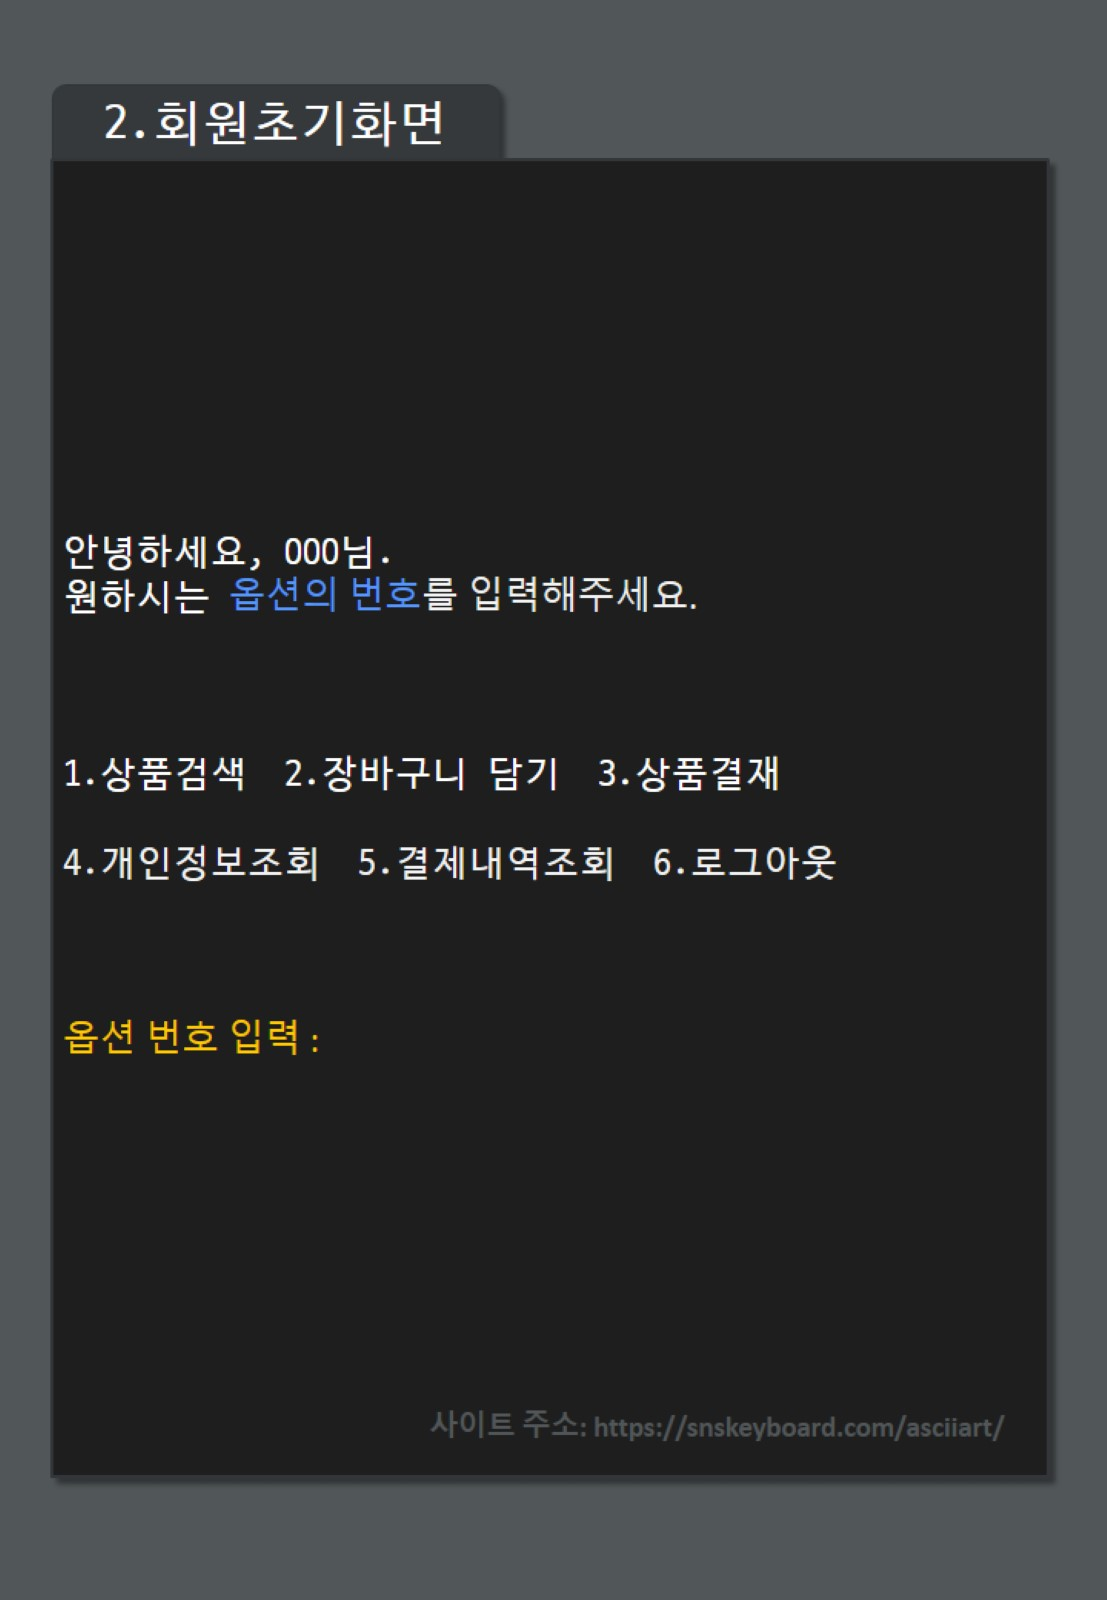 2.회원초기화면
안녕하세요, 000님.
원하시는 옵션의 번호를 입력해주세요.
1.상품검색 2.장바구니 담기 3.상품결재
4.개인정보조회 5.결제내역조회 6.로그아웃
옵션 번호 입력 :
사이트 주소: https://snskeyboard.com/asciiart/